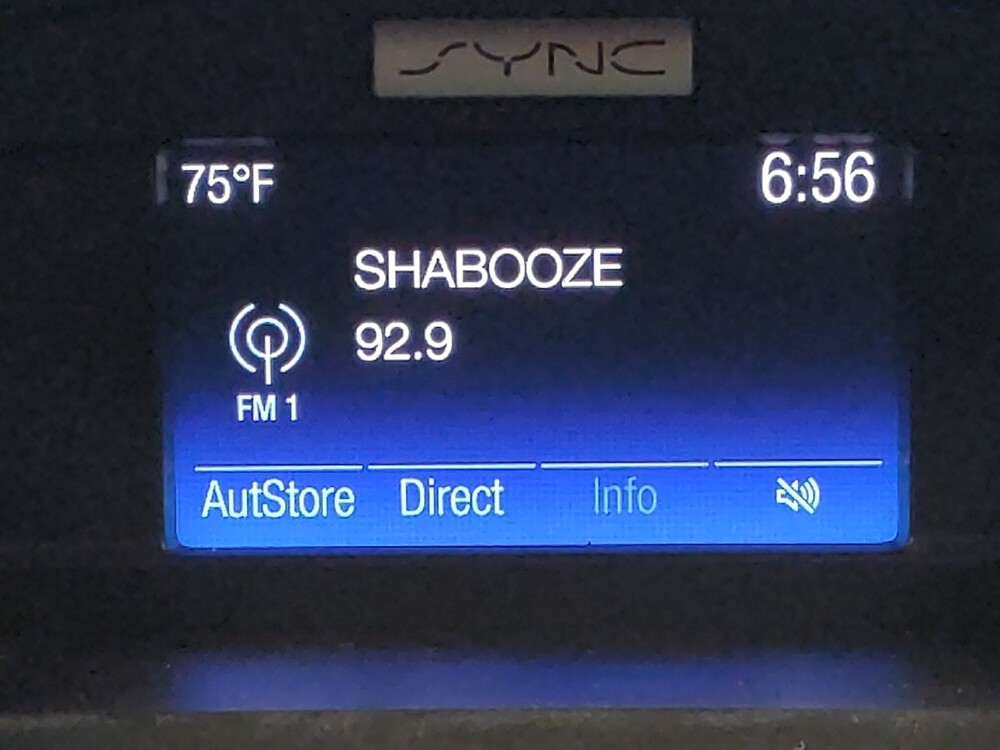 SYNC
75°F 6:56
SHABOOZE
92.9
FM 1
AutStore Direct Info